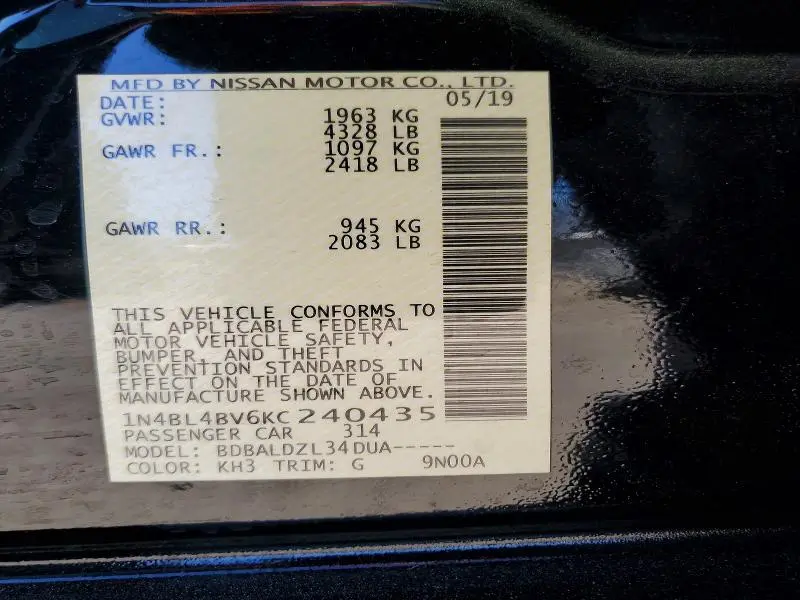 MFD BY NISSAN MOTOR CO., LTD.
DATE: 05/19
GVWR: 1963 KG
4328 LB
GAWR FR.: 1097 KG
2418 LB
GAWR RR.: 945 KG
2083 LB
THIS VEHICLE CONFORMS TO
ALL APPLICABLE FEDERAL
MOTOR VEHICLE SAFETY,
BUMPER, AND THEFT
PREVENTION STANDARDS IN
EFFECT ON THE DATE OF
MANUFACTURE SHOWN ABOVE.
1N4BL4BV6KC240435
PASSENGER CAR 314
MODEL: BDBALDZL34DUA-----
COLOR: KH3 TRIM: G 9N00A